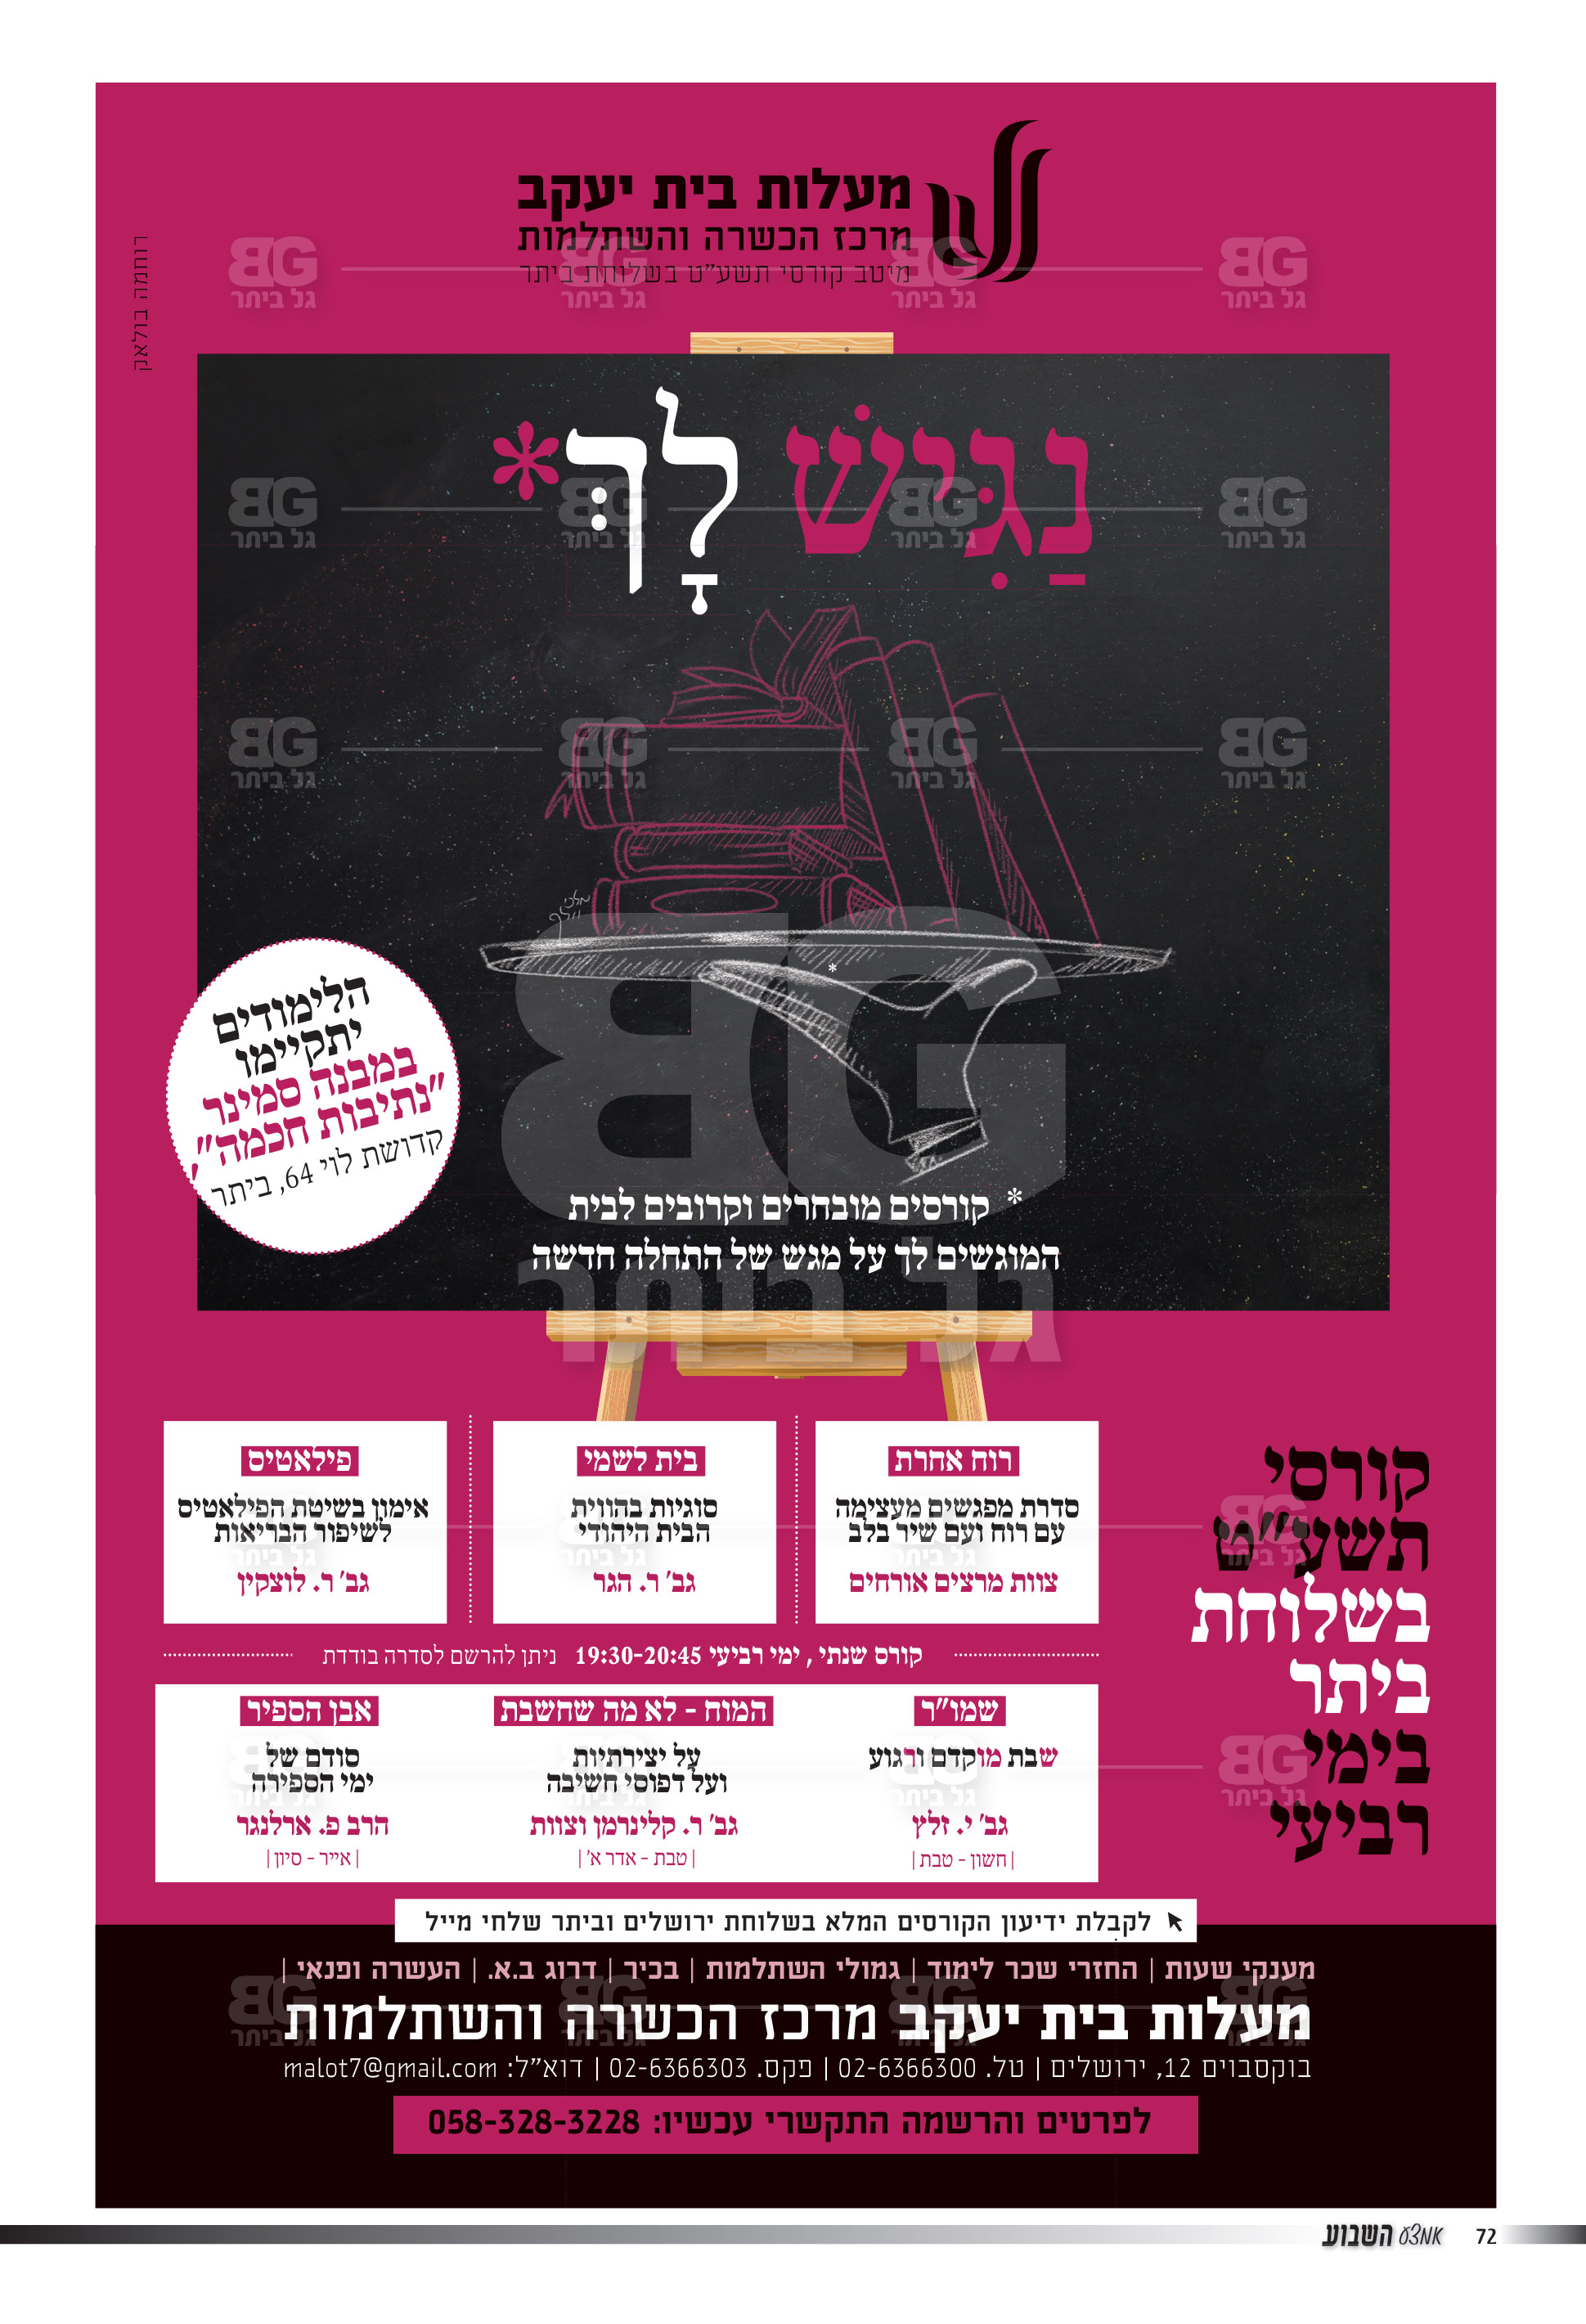 מעלות בית יעקב
מרכז הכשרה והשתלמות
מיטב קורסי תשע״ט בשלוחת ביתר
רוחמה בולאק
נַגִּישׁ לָךְ*
מלכי
וולף
*
הלימודים
יתקיימו
במבנה סמינר
"נתיבות חכמה",
קדושת לוי 64, ביתר
* קורסים מובחרים וקרובים לבית
המוגשים לך על מגש של התחלה חדשה
קורסי
תשע"ט
בשלוחת
ביתר
בימי
רביעי
רוח אחרת
סדרת מפגשים מעצימה
עם רוח ועם שיר בלב
צוות מרצים אורחים
בית לשמי
סוגיות בהווית
הבית היהודי
גב' ר. הגר
פילאטיס
אימון בשיטת הפילאטיס
לשיפור הבריאות
גב' ר. לוצקין
קורס שנתי , ימי רביעי 19:30-20:45 ניתן להרשם לסדרה בודדת
שמו"ר
שבת מוקדם ורגוע
גב' י. זלץ
| חשון - טבת |
המוח - לא מה שחשבת
על יצירתיות
ועל דפוסי חשיבה
גב' ר. קלינרמן וצוות
| טבת - אדר א' |
אבן הספיר
סודם של
ימי הספירה
הרב פ. ארלנגר
| אייר - סיון |
לקבלת ידיעון הקורסים המלא בשלוחת ירושלים וביתר שלחי מייל
מענקי שעות | החזרי שכר לימוד | גמולי השתלמות | בכיר | דרוג ב.א. | העשרה ופנאי |
מעלות בית יעקב מרכז הכשרה והשתלמות
בוקסבוים 12, ירושלים | טל. 02-6366300 | פקס. 02-6366303 | דוא״ל: malot7@gmail.com
לפרטים והרשמה התקשרי עכשיו: 058-328-3228
BG
גל ביתר
אמצע השבוע 72